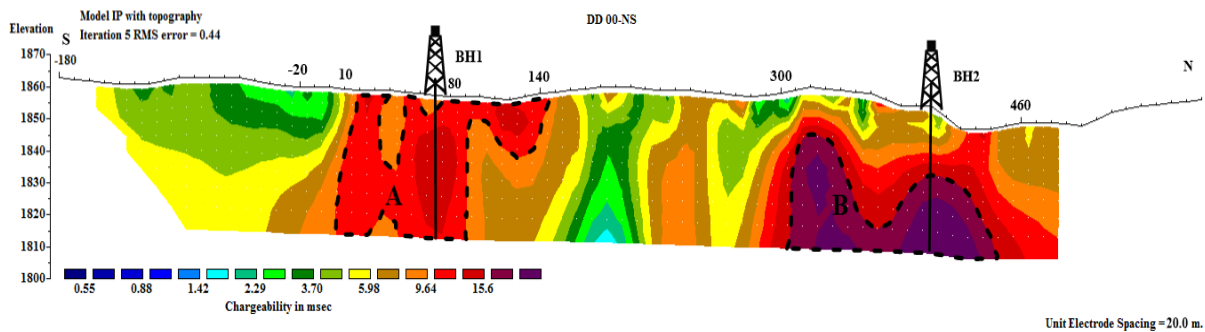 Model IP with topography
DD 00-NS
Elevation
Iteration 5 RMS error = 0.44
S
-180
BH1
BH2
N
-20
10
80
140
300
460
1870
1860
1850
1840
1830
1820
1810
1800
A
B
0.55 0.88 1.42 2.29 3.70 5.98 9.64 15.6
Chargeability in msec
Unit Electrode Spacing = 20.0 m.